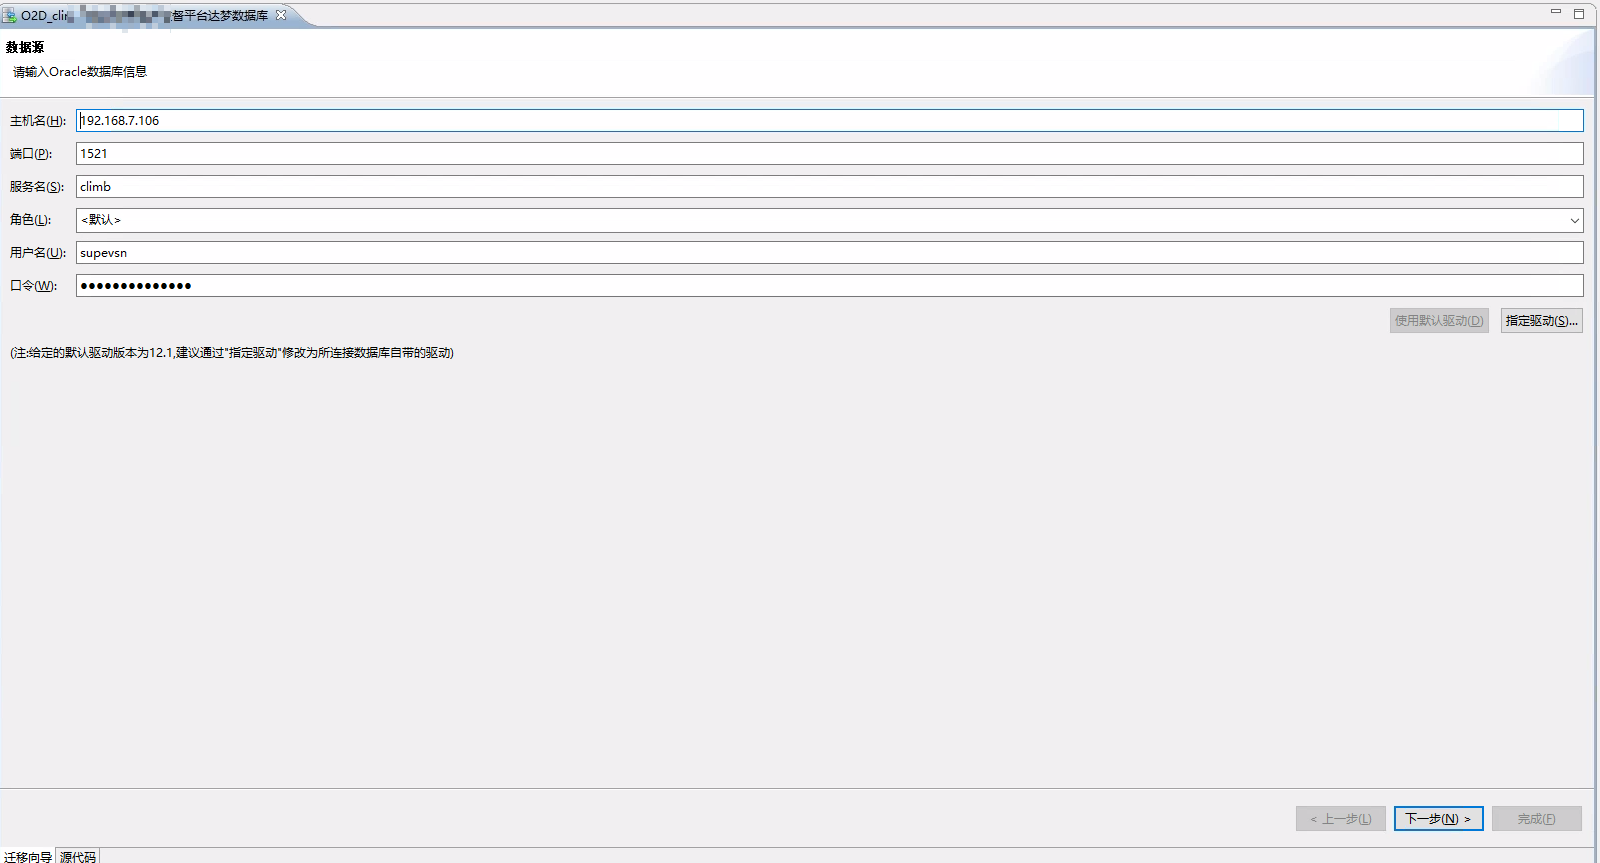 O2D_cli 督平台达梦数据库
数据源
请输入Oracle数据库信息
主机名(H): 192.168.7.106
端口(P): 1521
服务名(S): climb
角色(L): <默认>
用户名(U): supevsn
口令(W): ●●●●●●●●●●●●●●
使用默认驱动(D) 指定驱动(S)...
(注:给定的默认驱动版本为12.1,建议通过"指定驱动"修改为所连接数据库自带的驱动)
< 上一步(L) 下一步(N) > 完成(F)
迁移向导 源代码